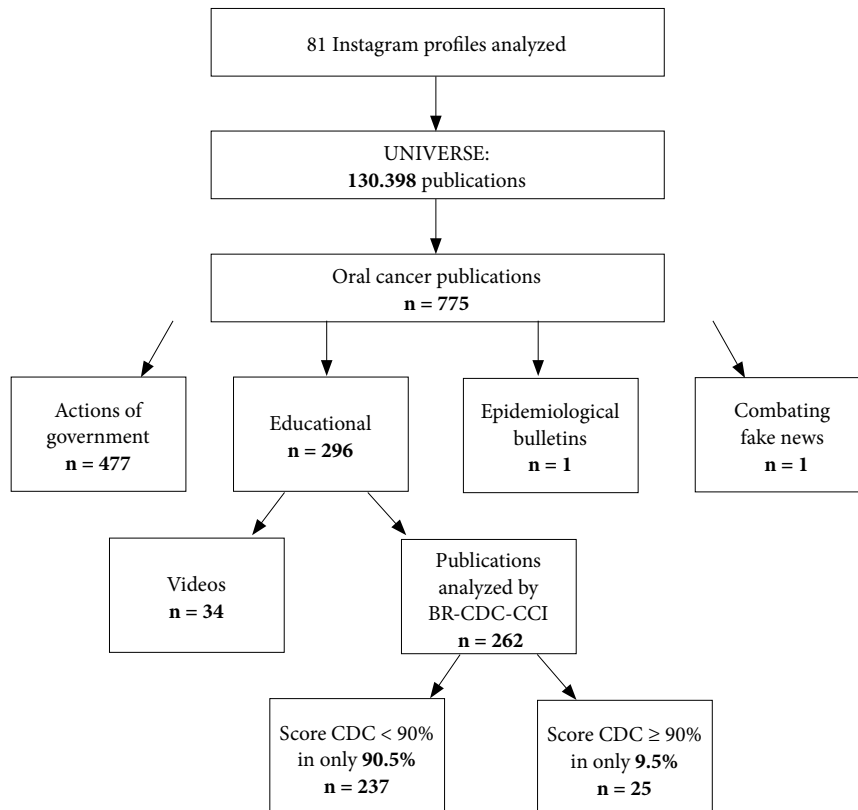 81 Instagram profiles analyzed
UNIVERSE:
130.398 publications
Oral cancer publications
n = 775
Actions of
government
n = 477
Educational
n = 296
Epidemiological
bulletins
n = 1
Combating
fake news
n = 1
Videos
n = 34
Publications
analyzed by
BR-CDC-CCI
n = 262
Score CDC < 90%
in only 90.5%
n = 237
Score CDC ≥ 90%
in only 9.5%
n = 25